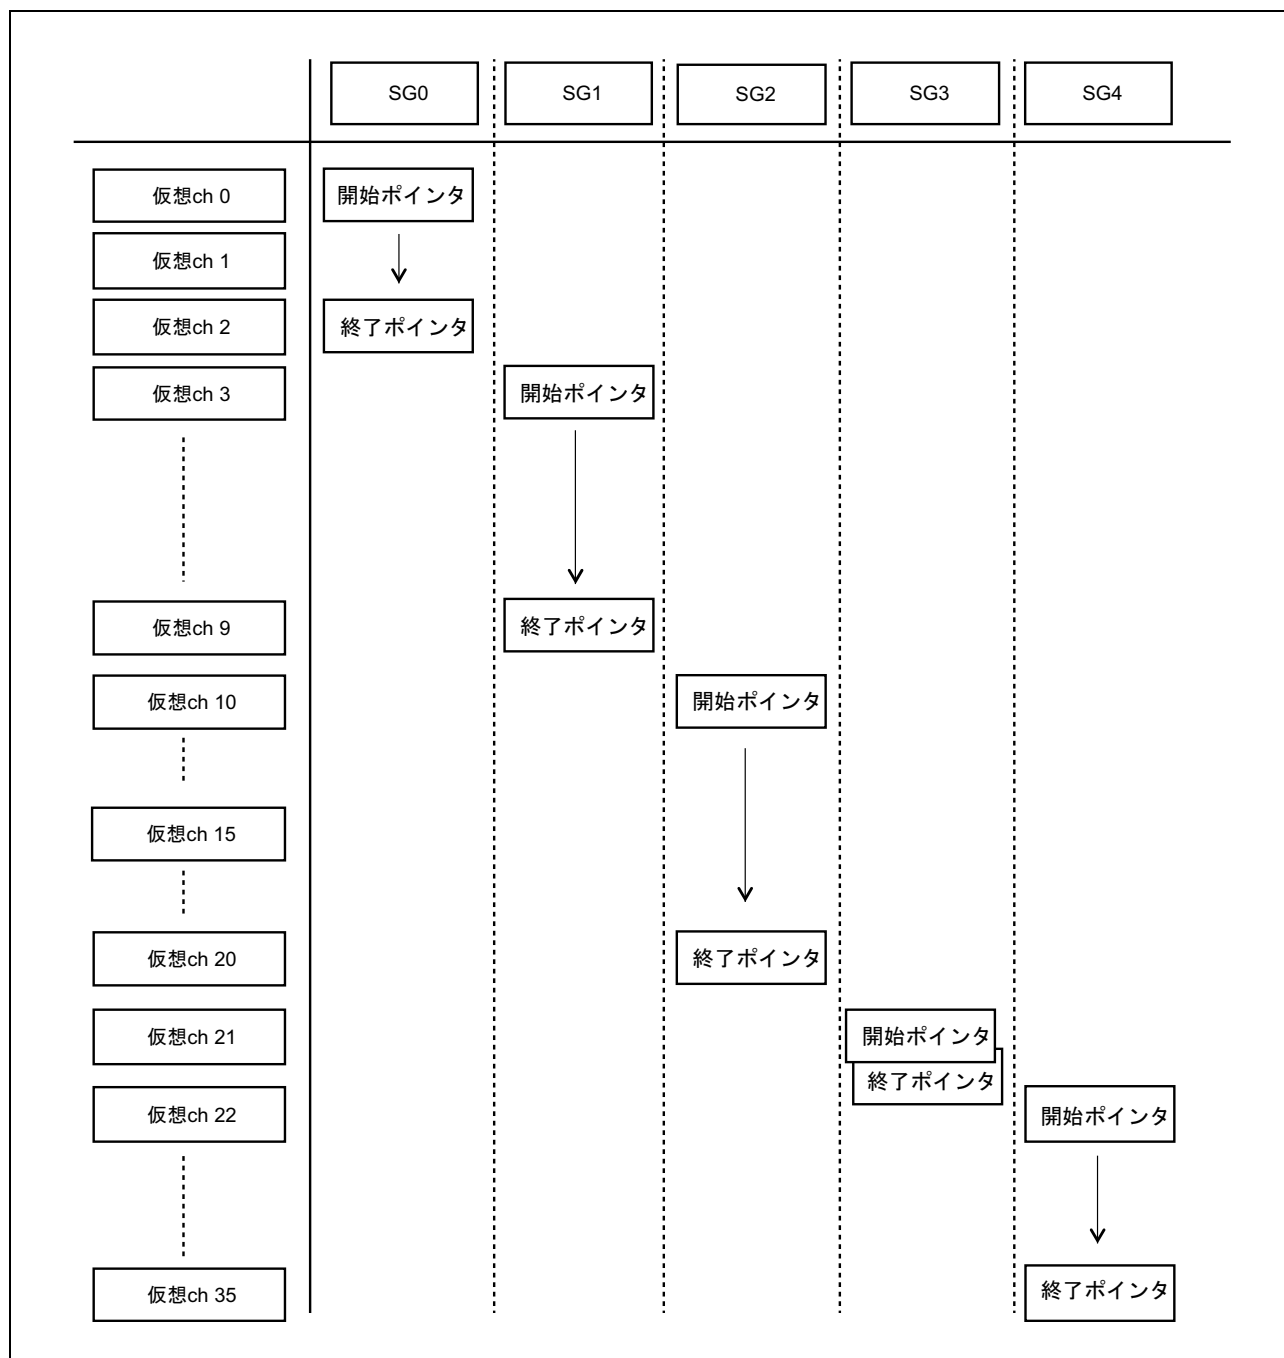 SG0 SG1 SG2 SG3 SG4
仮想ch 0 開始ポインタ
仮想ch 1
仮想ch 2 終了ポインタ
仮想ch 3 開始ポインタ
仮想ch 9 終了ポインタ
仮想ch 10 開始ポインタ
仮想ch 15
仮想ch 20 終了ポインタ
仮想ch 21 開始ポインタ
終了ポインタ
仮想ch 22 開始ポインタ
仮想ch 35 終了ポインタ